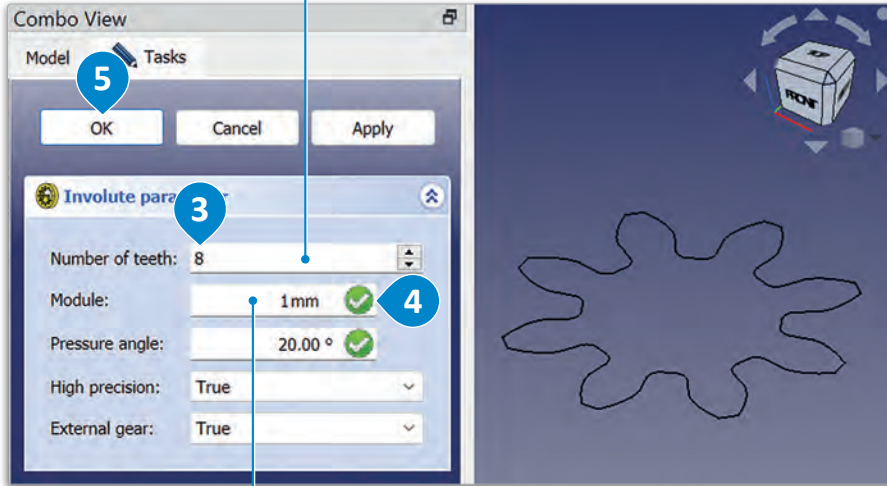 Combo View
Model Tasks
5
OK Cancel Apply
Involute para
3
Number of teeth: 8
Module: 1mm
4
Pressure angle: 20.00 °
High precision: True
External gear: True
FRONT